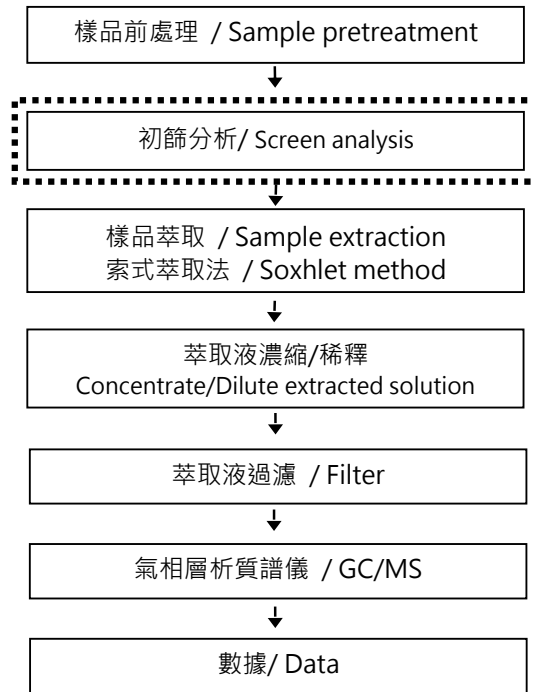 樣品前處理 / Sample pretreatment
初篩分析/ Screen analysis
樣品萃取 / Sample extraction
索式萃取法 / Soxhlet method
萃取液濃縮/稀釋
Concentrate/Dilute extracted solution
萃取液過濾 / Filter
氣相層析質譜儀 / GC/MS
數據/ Data